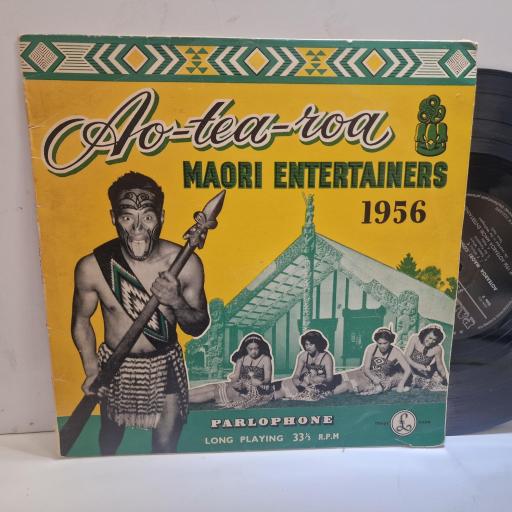 Ao-tea-roa
MAORI ENTERTAINERS
1956
PARLOPHONE
LONG PLAYING 33⅓ R.P.M